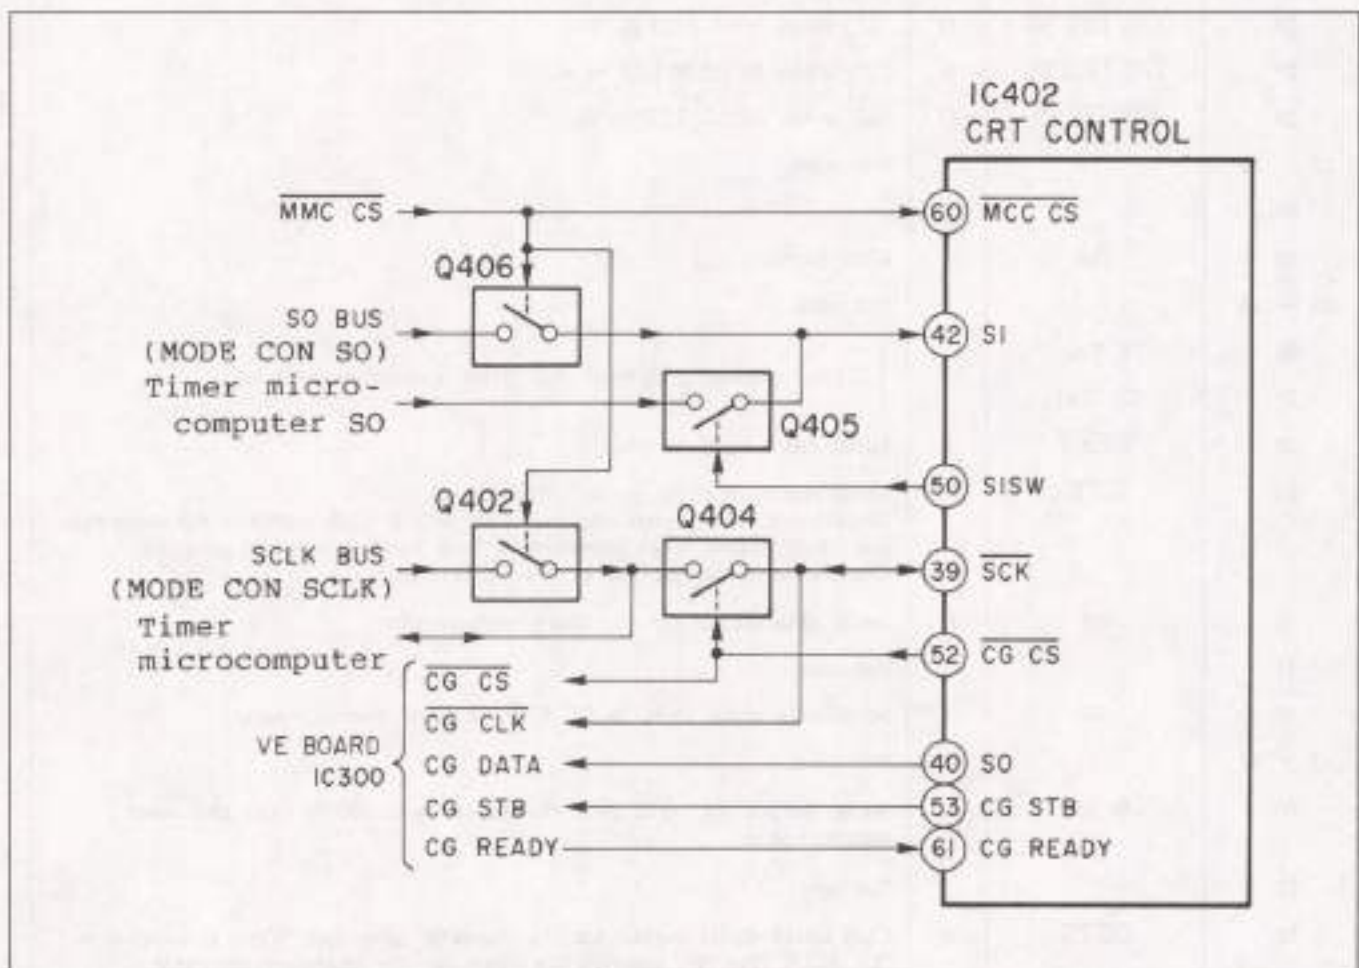 IC402
CRT CONTROL
MMC CS
60 MCC CS
Q406
SO BUS
(MODE CON SO)
42 SI
Timer micro-
computer SO
Q405
50 SISW
Q402
Q404
SCLK BUS
(MODE CON SCLK)
39 SCK
Timer
microcomputer
52 CG CS
CG CS
CG CLK
VE BOARD
IC300
CG DATA
40 SO
CG STB
53 CG STB
CG READY
61 CG READY